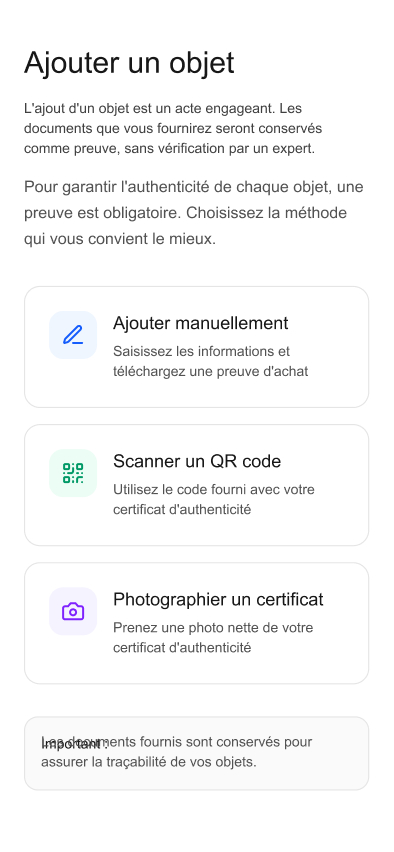 Ajouter un objet
L'ajout d'un objet est un acte engageant. Les
documents que vous fournirez seront conservés
comme preuve, sans vérification par un expert.
Pour garantir l'authenticité de chaque objet, une
preuve est obligatoire. Choisissez la méthode
qui vous convient le mieux.
Ajouter manuellement
Saisissez les informations et
téléchargez une preuve d'achat
Scanner un QR code
Utilisez le code fourni avec votre
certificat d'authenticité
Photographier un certificat
Prenez une photo nette de votre
certificat d'authenticité
Important :
Les documents fournis sont conservés pour
assurer la traçabilité de vos objets.